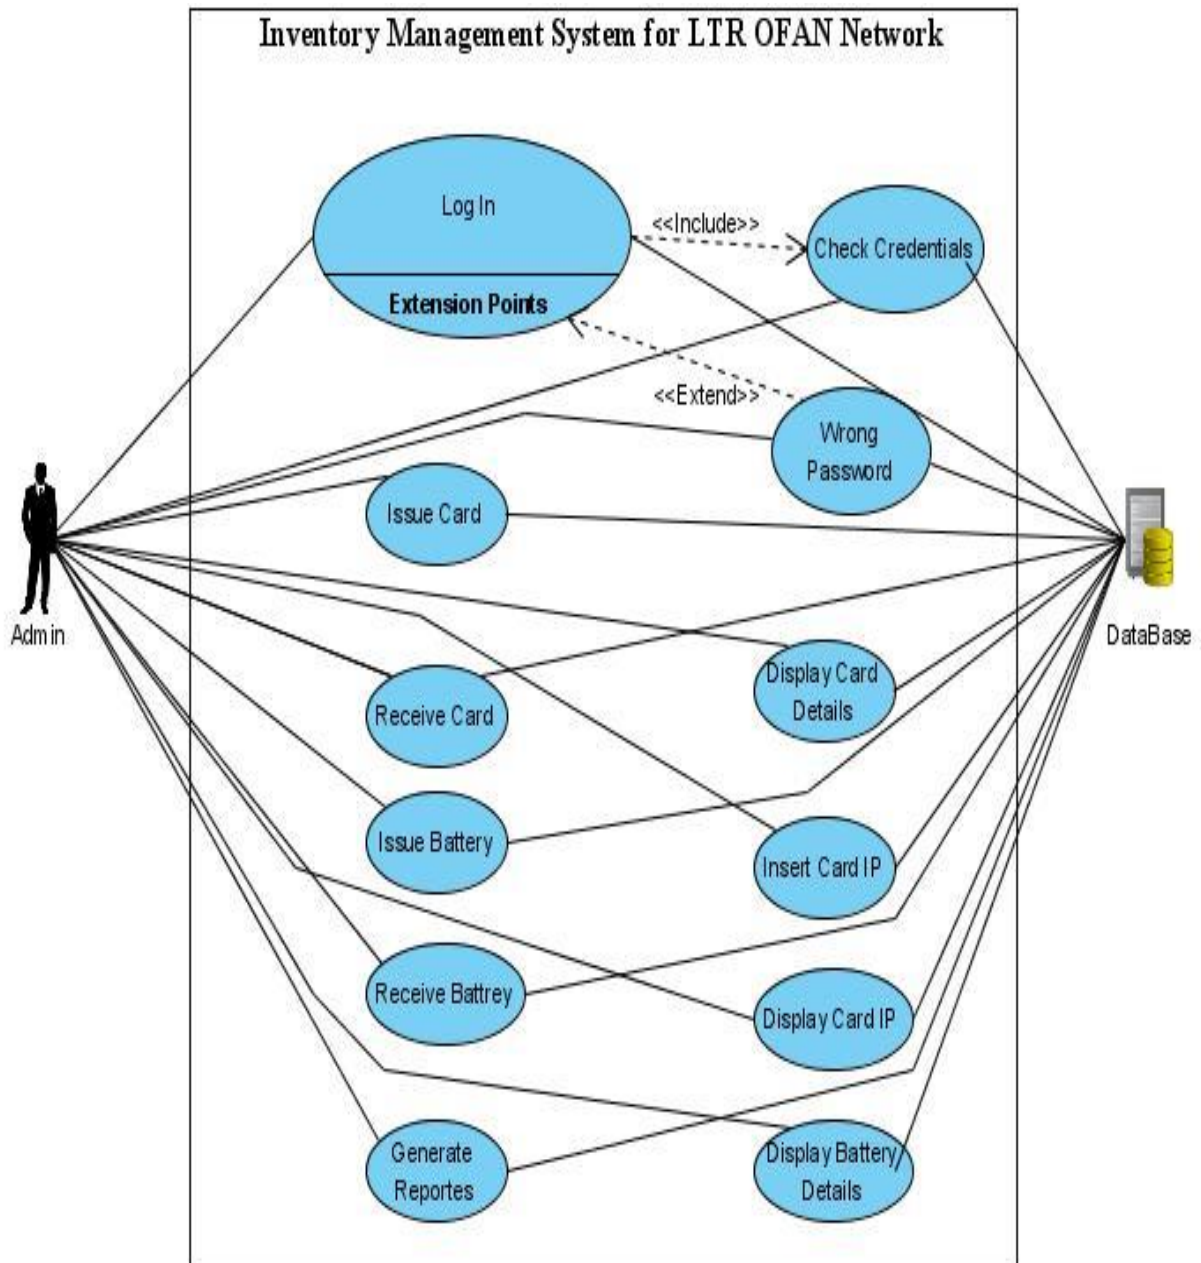 Inventory Management System for LTR OFAN Network
Log In
Extension Points
<<Include>>
Check Credentials
<<Extend>>
Wrong
Password
Issue Card
Admin
DataBase
Receive Card
Display Card
Details
Issue Battery
Insert Card IP
Receive Battrey
Display Card IP
Generate
Reportes
Display Battery
Details